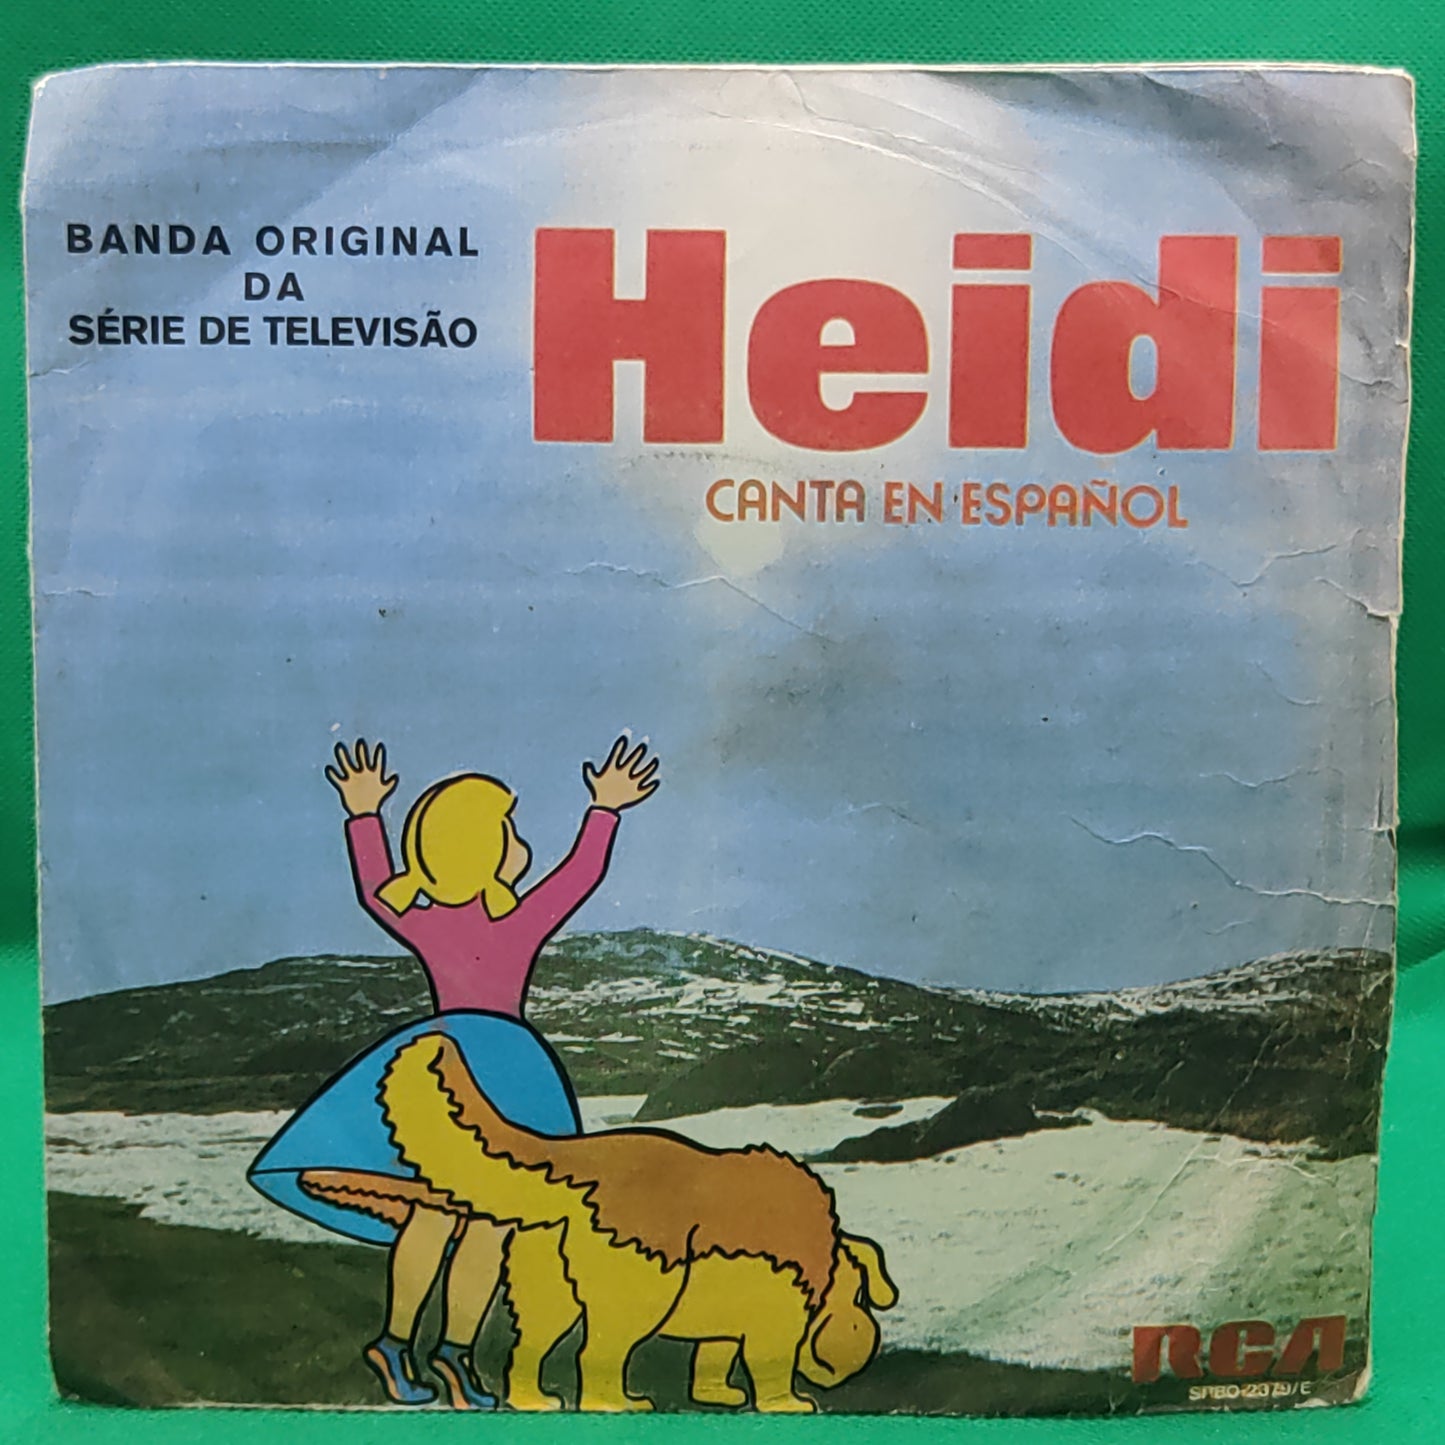 BANDA ORIGINAL
DA
SÉRIE DE TELEVISÃO
Heidi
CANTA EN ESPAÑOL
RCA